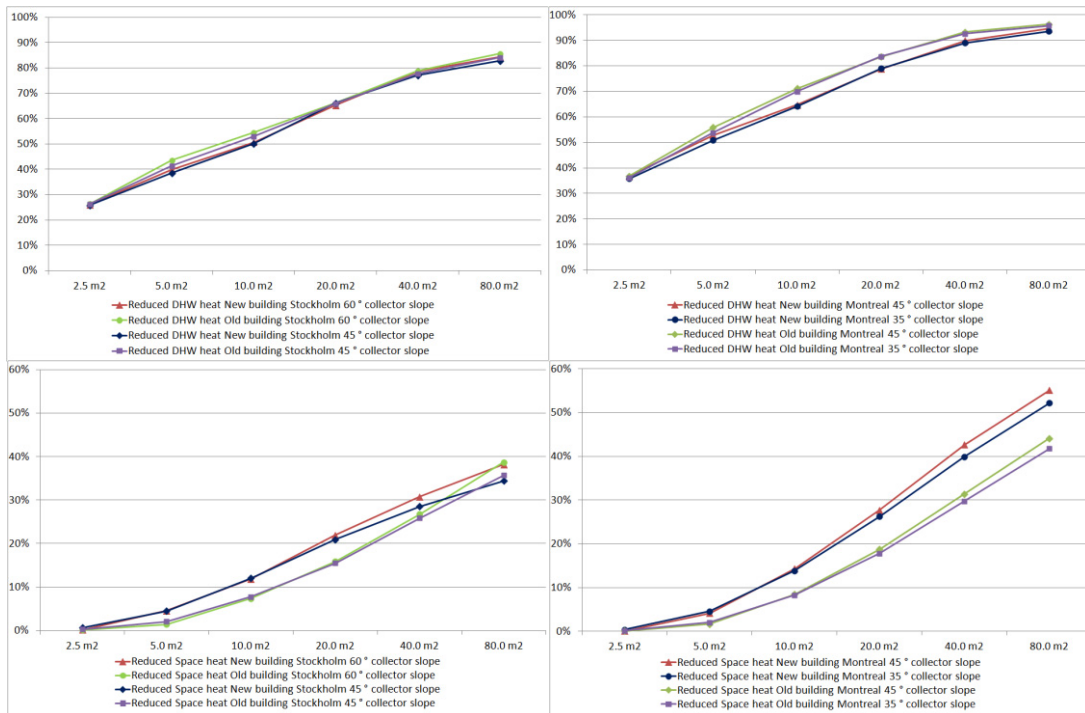 100%
90%
80%
70%
60%
50%
40%
30%
20%
10%
0%
2.5 m2 5.0 m2 10.0 m2 20.0 m2 40.0 m2 80.0 m2
Reduced DHW heat New building Stockholm 60 ° collector slope
Reduced DHW heat Old building Stockholm 60 ° collector slope
Reduced DHW heat New building Stockholm 45 ° collector slope
Reduced DHW heat Old building Stockholm 45 ° collector slope
100%
90%
80%
70%
60%
50%
40%
30%
20%
10%
0%
2.5 m2 5.0 m2 10.0 m2 20.0 m2 40.0 m2 80.0 m2
Reduced DHW heat New building Montreal 45 ° collector slope
Reduced DHW heat New building Montreal 35 ° collector slope
Reduced DHW heat Old building Montreal 45 ° collector slope
Reduced DHW heat Old building Montreal 35 ° collector slope
60%
50%
40%
30%
20%
10%
0%
2.5 m2 5.0 m2 10.0 m2 20.0 m2 40.0 m2 80.0 m2
Reduced Space heat New building Stockholm 60 ° collector slope
Reduced Space heat Old building Stockholm 60 ° collector slope
Reduced Space heat New building Stockholm 45 ° collector slope
Reduced Space heat Old building Stockholm 45 ° collector slope
60%
50%
40%
30%
20%
10%
0%
2.5 m2 5.0 m2 10.0 m2 20.0 m2 40.0 m2 80.0 m2
Reduced Space heat New building Montreal 45 ° collector slope
Reduced Space heat New building Montreal 35 ° collector slope
Reduced Space heat Old building Montreal 45 ° collector slope
Reduced Space heat Old building Montreal 35 ° collector slope